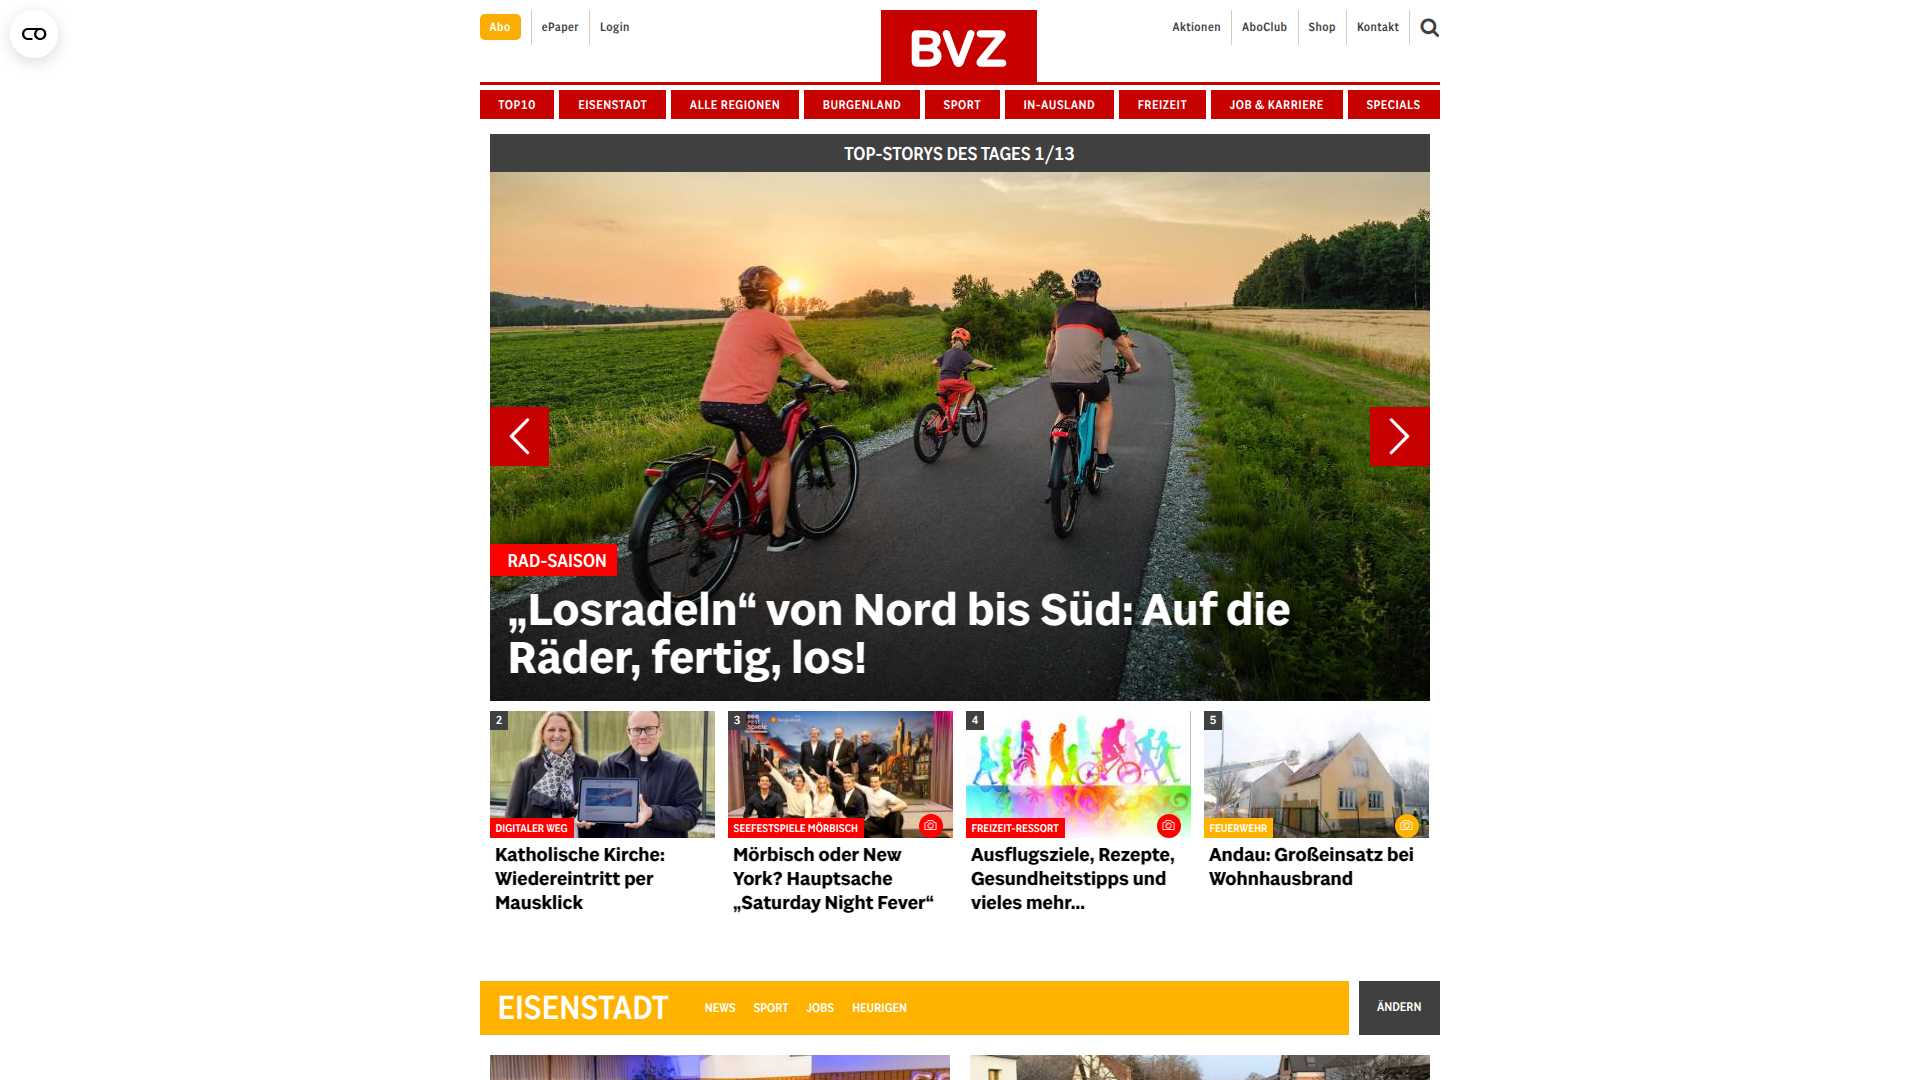 Abo
ePaper
Login
BVZ
Aktionen
AboClub
Shop
Kontakt
TOP10
EISENSTADT
ALLE REGIONEN
BURGENLAND
SPORT
IN-AUSLAND
FREIZEIT
JOB & KARRIERE
SPECIALS
TOP-STORYS DES TAGES 1/13
RAD-SAISON
„Losradeln“ von Nord bis Süd: Auf die
Räder, fertig, los!
2
DIGITALER WEG
Katholische Kirche:
Wiedereintritt per
Mausklick
3
SEEFESTSPIELE MÖRBISCH
Mörbisch oder New
York? Hauptsache
„Saturday Night Fever“
4
FREIZEIT-RESSORT
Ausflugsziele, Rezepte,
Gesundheitstipps und
vieles mehr...
5
FEUERWEHR
Andau: Großeinsatz bei
Wohnhausbrand
EISENSTADT
NEWS
SPORT
JOBS
HEURIGEN
ÄNDERN